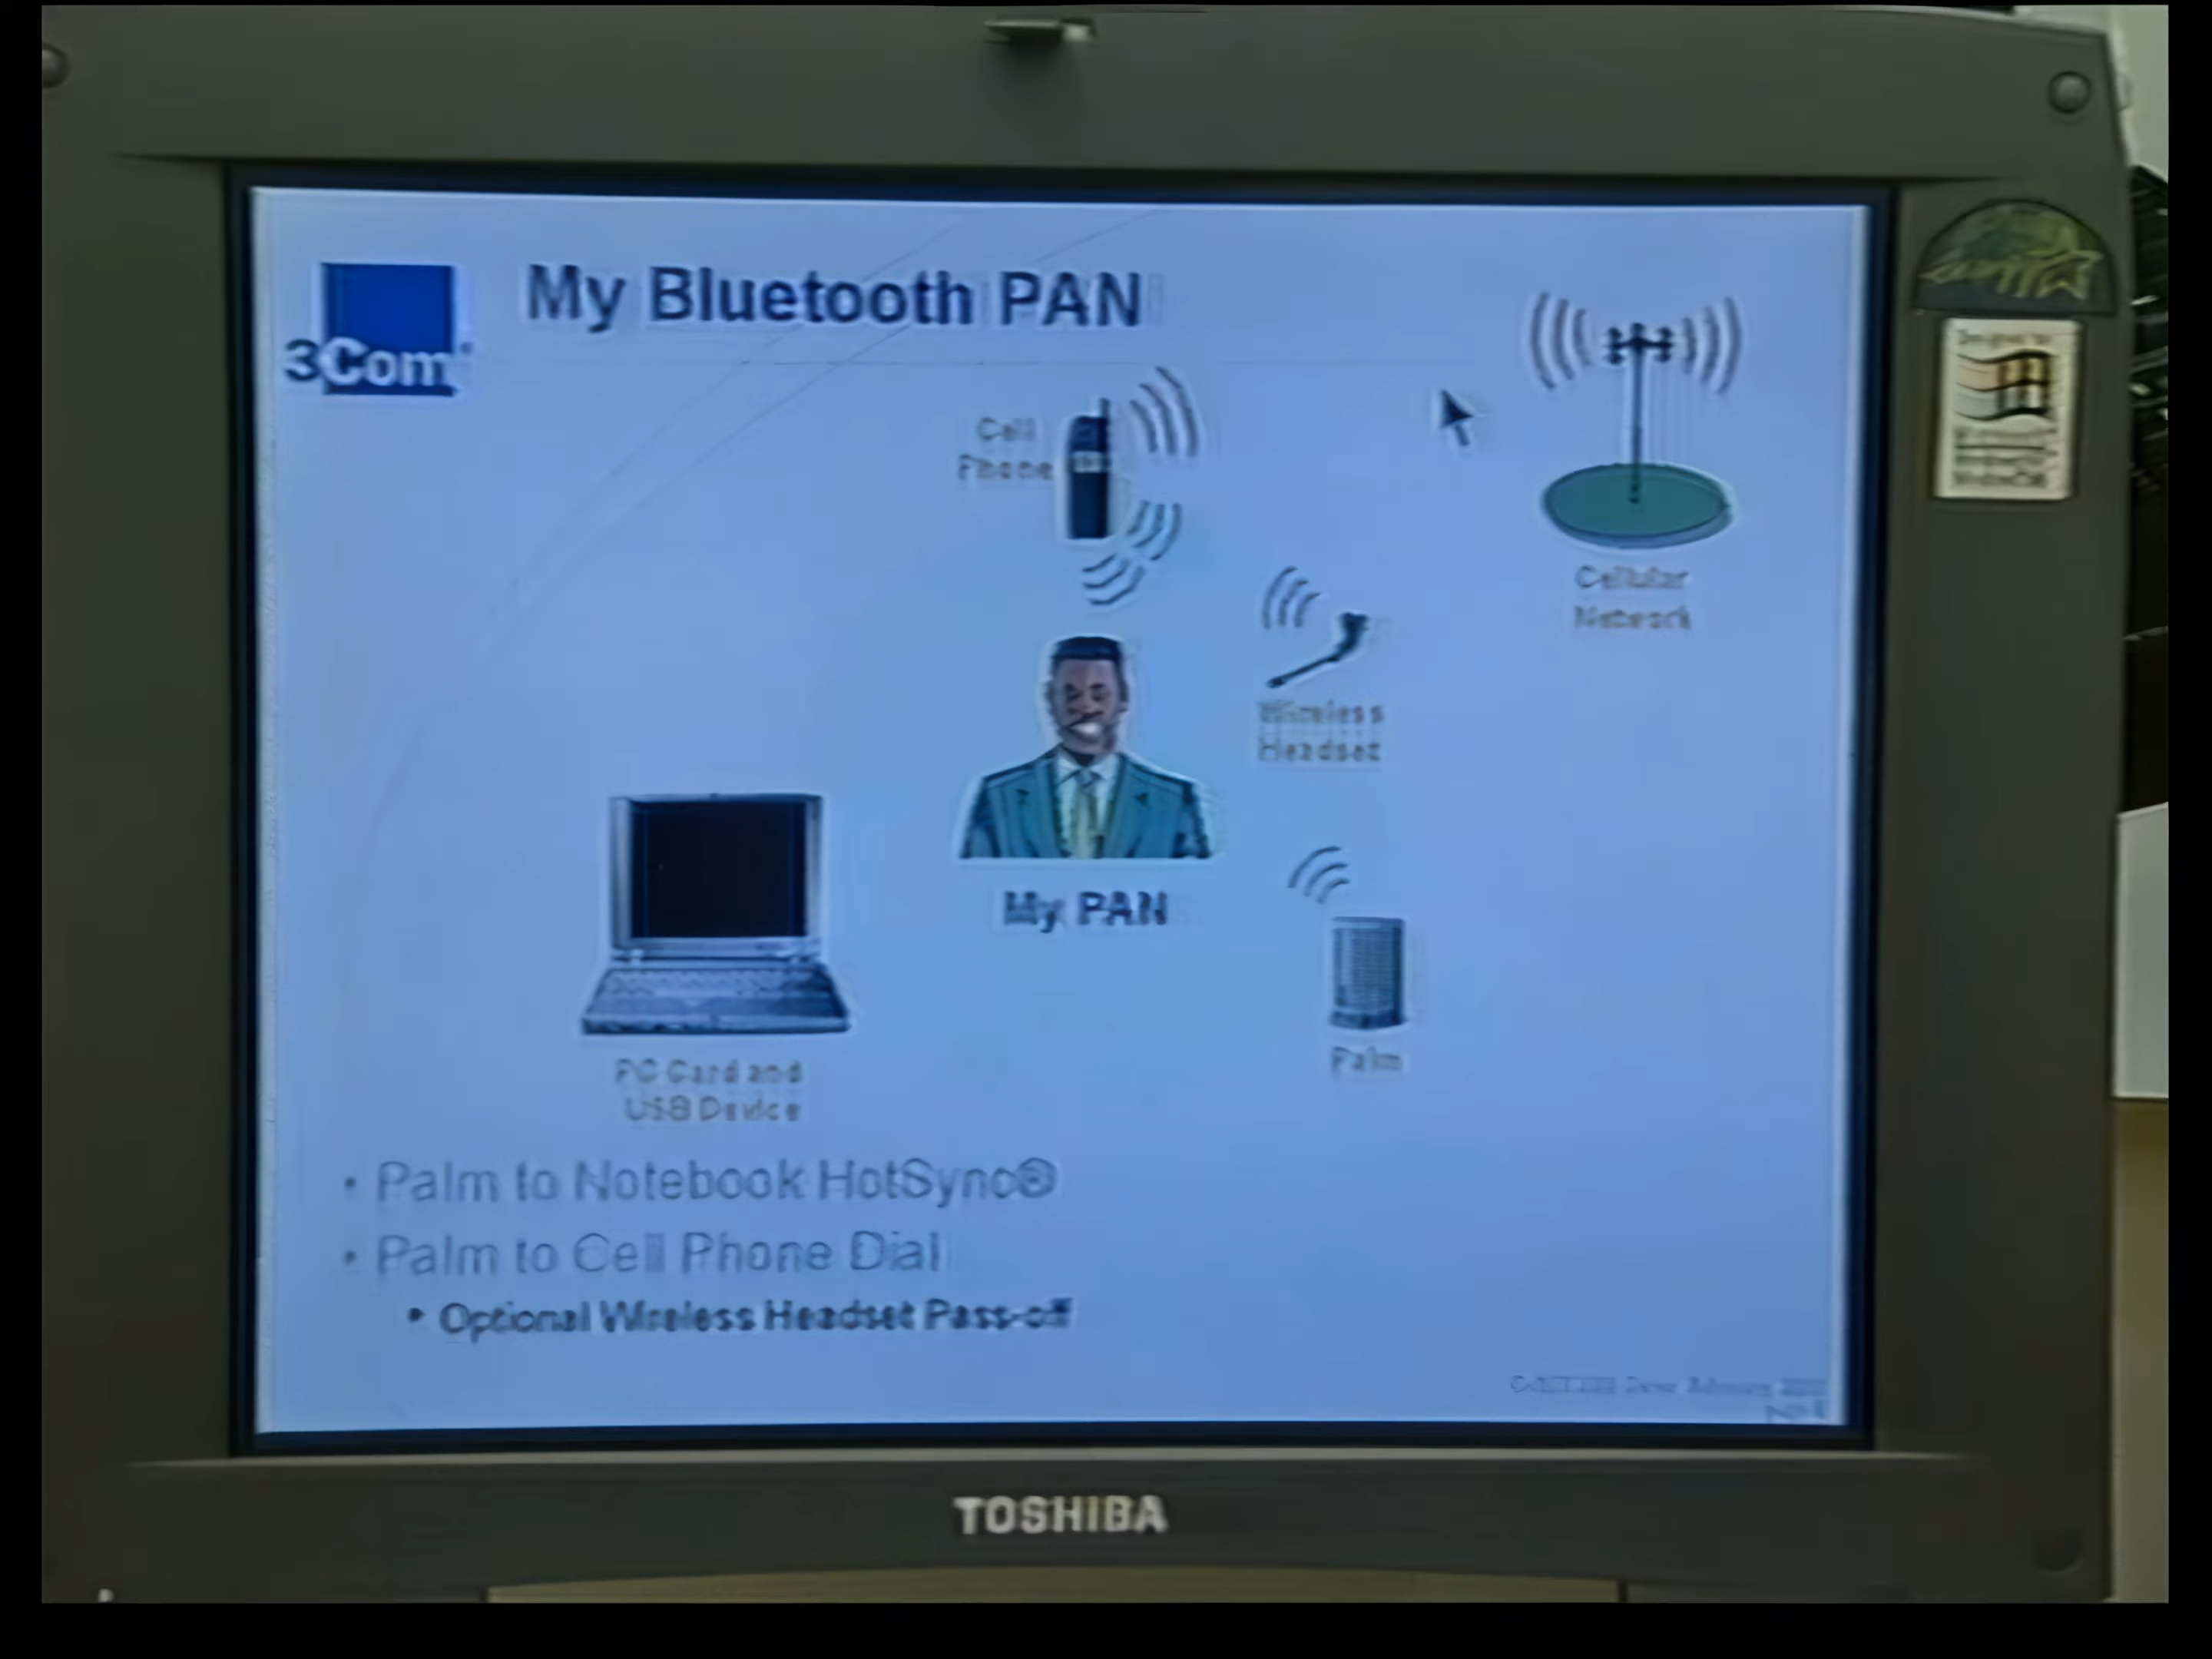 My Bluetooth PAN
3Com
Cell
Phone
Cellular
Network
Wireless
Headset
My PAN
Palm
PC Card and
USB Device
• Palm to Notebook HotSync®
• Palm to Cell Phone Dial
• Optional Wireless Headset Pass-off
TOSHIBA